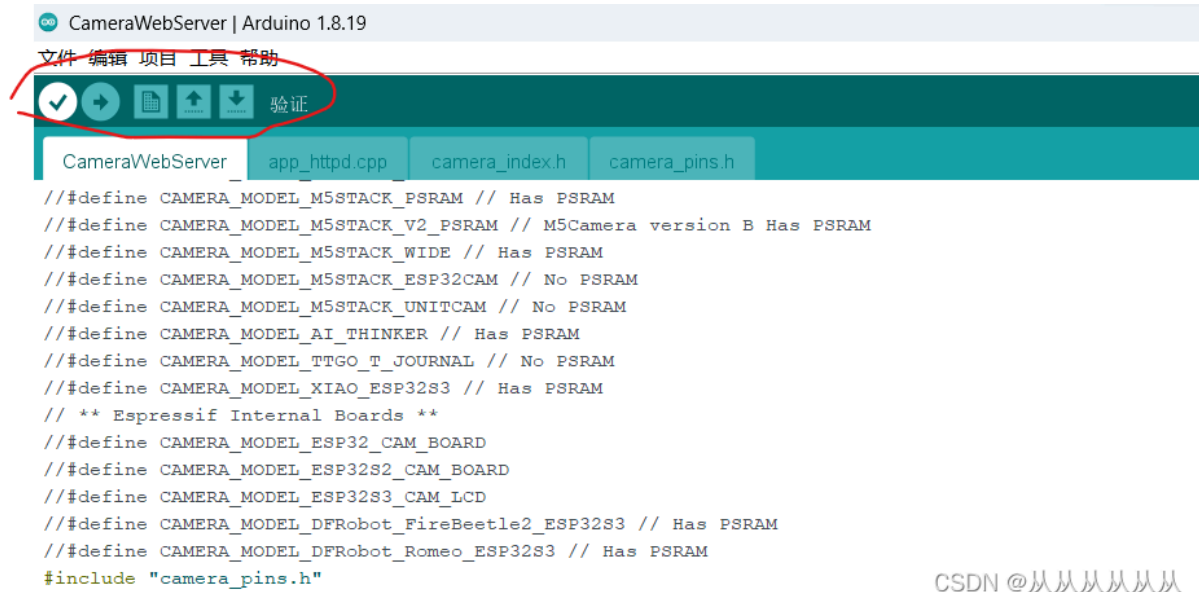 CameraWebServer | Arduino 1.8.19
文件 编辑 项目 工具 帮助
验证
CameraWebServer app_httpd.cpp camera_index.h camera_pins.h
//#define CAMERA_MODEL_M5STACK_PSRAM // Has PSRAM
//#define CAMERA_MODEL_M5STACK_V2_PSRAM // M5Camera version B Has PSRAM
//#define CAMERA_MODEL_M5STACK_WIDE // Has PSRAM
//#define CAMERA_MODEL_M5STACK_ESP32CAM // No PSRAM
//#define CAMERA_MODEL_M5STACK_UNITCAM // No PSRAM
//#define CAMERA_MODEL_AI_THINKER // Has PSRAM
//#define CAMERA_MODEL_TTGO_T_JOURNAL // No PSRAM
//#define CAMERA_MODEL_XIAO_ESP32S3 // Has PSRAM
// ** Espressif Internal Boards **
//#define CAMERA_MODEL_ESP32_CAM_BOARD
//#define CAMERA_MODEL_ESP32S2_CAM_BOARD
//#define CAMERA_MODEL_ESP32S3_CAM_LCD
//#define CAMERA_MODEL_DFRobot_FireBeetle2_ESP32S3 // Has PSRAM
//#define CAMERA_MODEL_DFRobot_Romeo_ESP32S3 // Has PSRAM
#include "camera_pins.h"
CSDN @从从从从从从